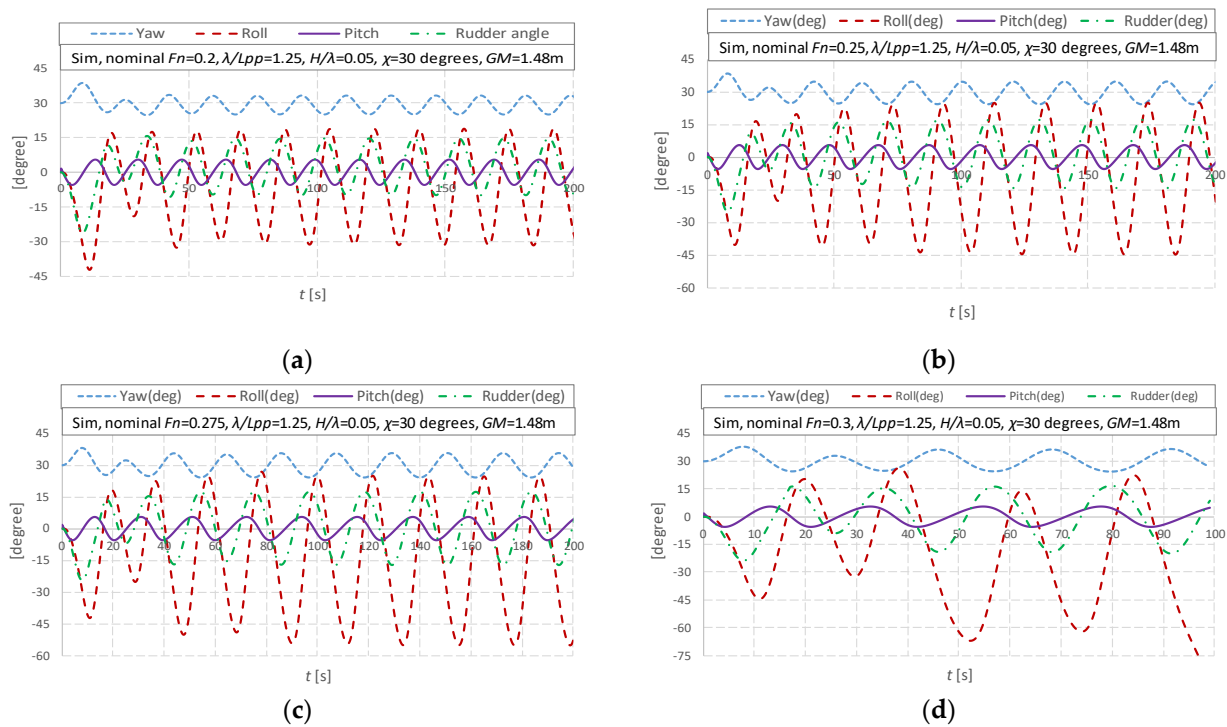 Yaw Roll Pitch Rudder angle
Sim, nominal Fn=0.2, λ/Lpp=1.25, H/λ=0.05, χ=30 degrees, GM=1.48m
45
30
15
0
-15
-30
-45
[degree]
0 50 100 150 200
t [s]
(a)
Yaw(deg) Roll(deg) Pitch(deg) Rudder(deg)
Sim, nominal Fn=0.25, λ/Lpp=1.25, H/λ=0.05, χ=30 degrees, GM=1.48m
45
30
15
0
-15
-30
-45
-60
[degree]
0 50 100 150 200
t [s]
(b)
Yaw(deg) Roll(deg) Pitch(deg) Rudder(deg)
Sim, nominal Fn=0.275, λ/Lpp=1.25, H/λ=0.05, χ=30 degrees, GM=1.48m
45
30
15
0
-15
-30
-45
-60
[degree]
0 20 40 60 80 100 120 140 160 180 200
t [s]
(c)
Yaw(deg) Roll(deg) Pitch(deg) Rudder(deg)
Sim, nominal Fn=0.3, λ/Lpp=1.25, H/λ=0.05, χ=30 degrees, GM=1.48m
45
30
15
0
-15
-30
-45
-60
-75
[degree]
0 10 20 30 40 50 60 70 80 90 100
t [s]
(d)